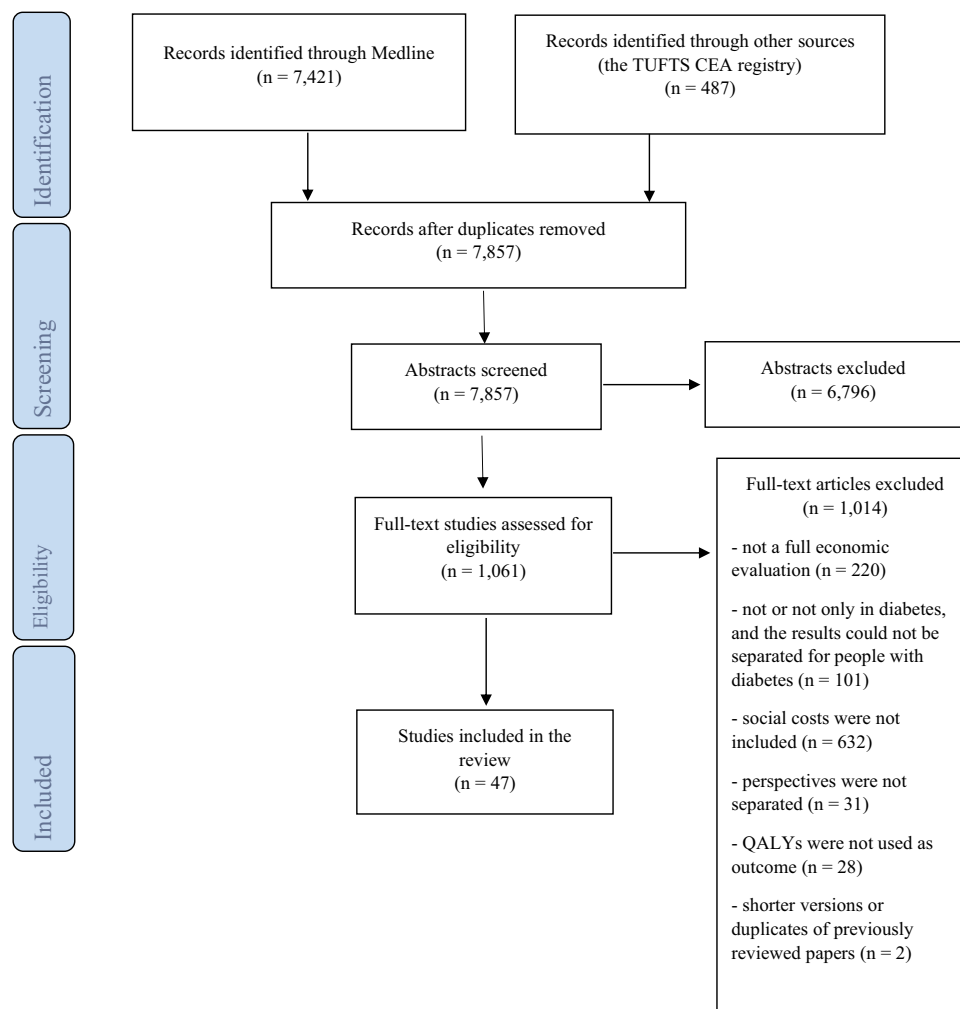 Identification
Records identified through Medline
(n = 7,421)
Records identified through other sources
(the TUFTS CEA registry)
(n = 487)
Records after duplicates removed
(n = 7,857)
Screening
Abstracts screened
(n = 7,857)
Abstracts excluded
(n = 6,796)
Eligibility
Full-text studies assessed for
eligibility
(n = 1,061)
Full-text articles excluded
(n = 1,014)
- not a full economic
evaluation (n = 220)
- not or not only in diabetes,
and the results could not be
separated for people with
diabetes (n = 101)
- social costs were not
included (n = 632)
- perspectives were not
separated (n = 31)
- QALYs were not used as
outcome (n = 28)
- shorter versions or
duplicates of previously
reviewed papers (n = 2)
Included
Studies included in the
review
(n = 47)